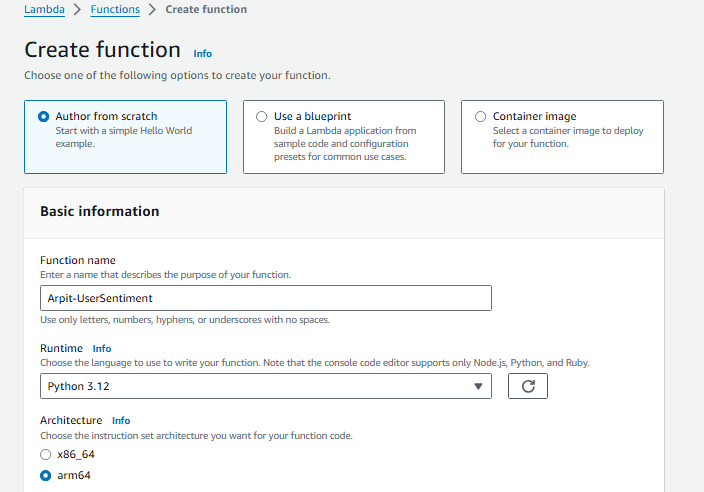 Lambda > Functions > Create function
Create function Info
Choose one of the following options to create your function.
Author from scratch
Start with a simple Hello World
example.
Use a blueprint
Build a Lambda application from
sample code and configuration
presets for common use cases.
Container image
Select a container image to deploy
for your function.
Basic information
Function name
Enter a name that describes the purpose of your function.
Arpit-UserSentiment
Use only letters, numbers, hyphens, or underscores with no spaces.
Runtime Info
Choose the language to use to write your function. Note that the console code editor supports only Node.js, Python, and Ruby.
Python 3.12
Architecture Info
Choose the instruction set architecture you want for your function code.
x86_64
arm64